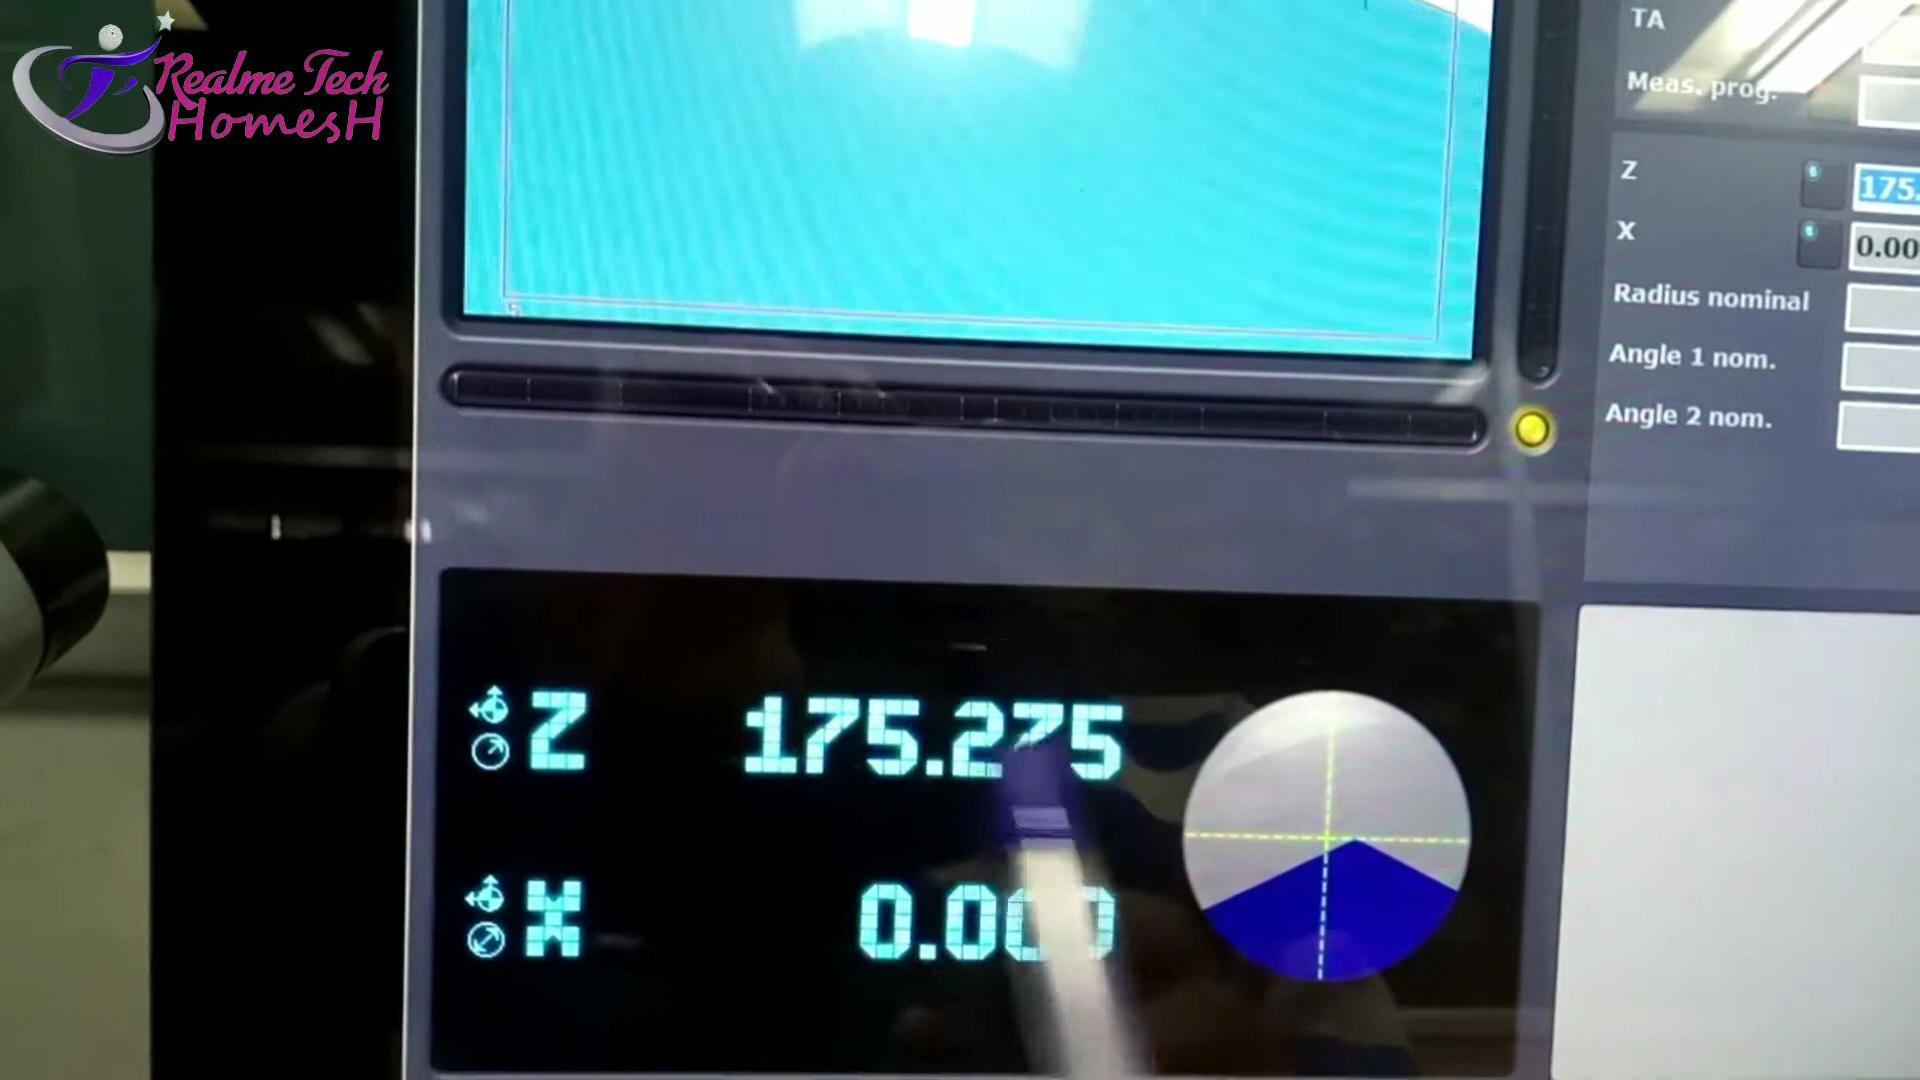 Realme Tech
HomesH
TA
Meas. prog.
Z 175.
X 0.00
Radius nominal
Angle 1 nom.
Angle 2 nom.
Z 175.275
X 0.000